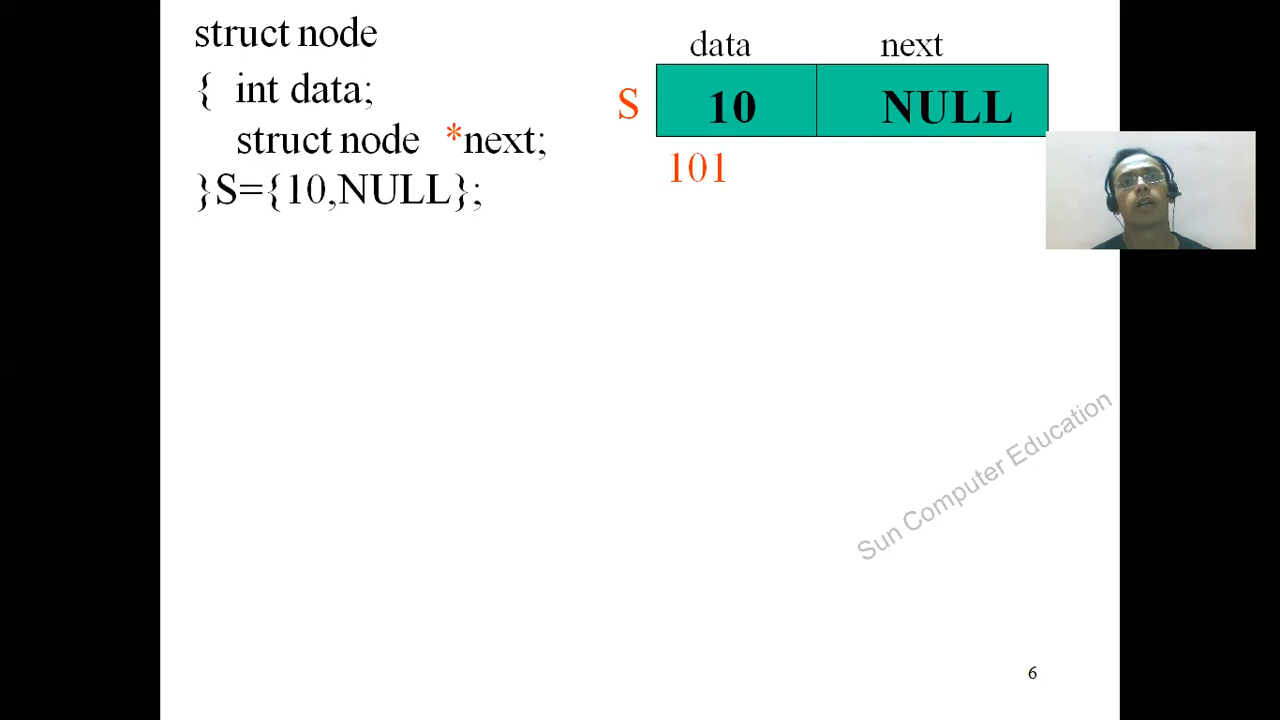 struct node
{ int data;
struct node *next;
}S={10,NULL};
data next
S 10 NULL
101
Sun Computer Education
6